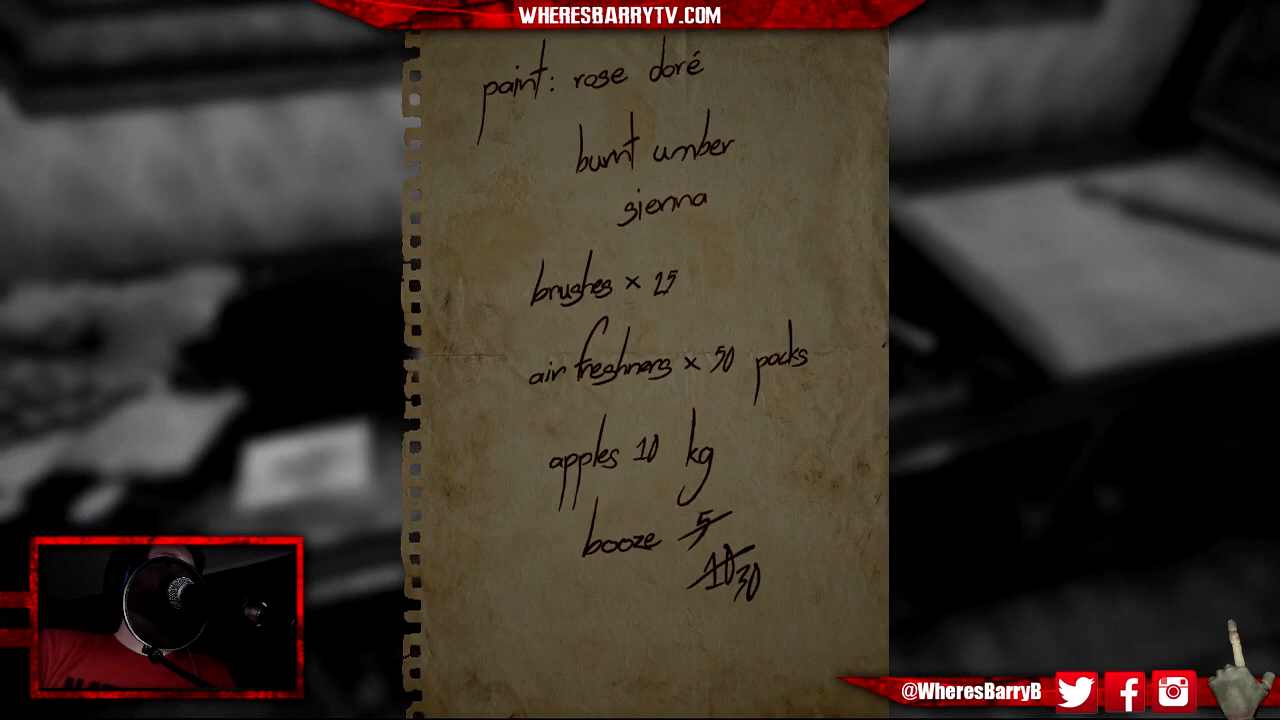 WHERESBARRYTV.COM
paint: rose doré
burnt umber
sienna
brushes x 25
air freshners x 50 packs
apples 10 kg
booze 5
10 30
@WheresBarryB